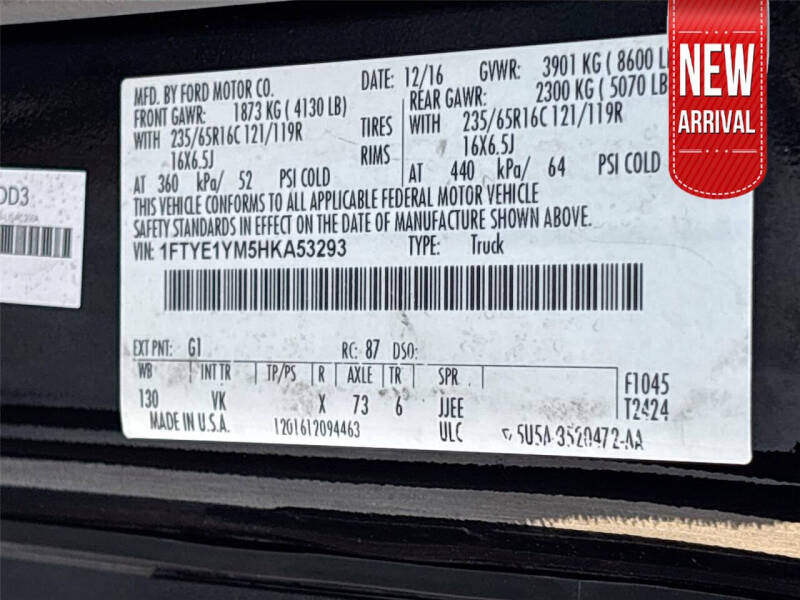 NEW
ARRIVAL
MFD. BY FORD MOTOR CO.
DATE: 12/16 GVWR: 3901 KG ( 8600 L
FRONT GAWR: 1873 KG ( 4130 LB)
REAR GAWR: 2300 KG ( 5070 LB
WITH 235/65R16C 121/119R TIRES WITH 235/65R16C 121/119R
16X6.5J RIMS 16X6.5J
AT 360 kPa/ 52 PSI COLD AT 440 kPa/ 64 PSI COLD
THIS VEHICLE CONFORMS TO ALL APPLICABLE FEDERAL MOTOR VEHICLE
SAFETY STANDARDS IN EFFECT ON THE DATE OF MANUFACTURE SHOWN ABOVE.
VIN: 1FTYE1YM5HKA53293 TYPE: Truck
EXT PNT: G1 RC: 87 DSO:
WB INT TR TP/PS R AXLE TR SPR F1045
130 VK X 73 6 JJEE T2424
MADE IN U.S.A. 1201612094463 ULC 5U5A-3520472-AA
DD3